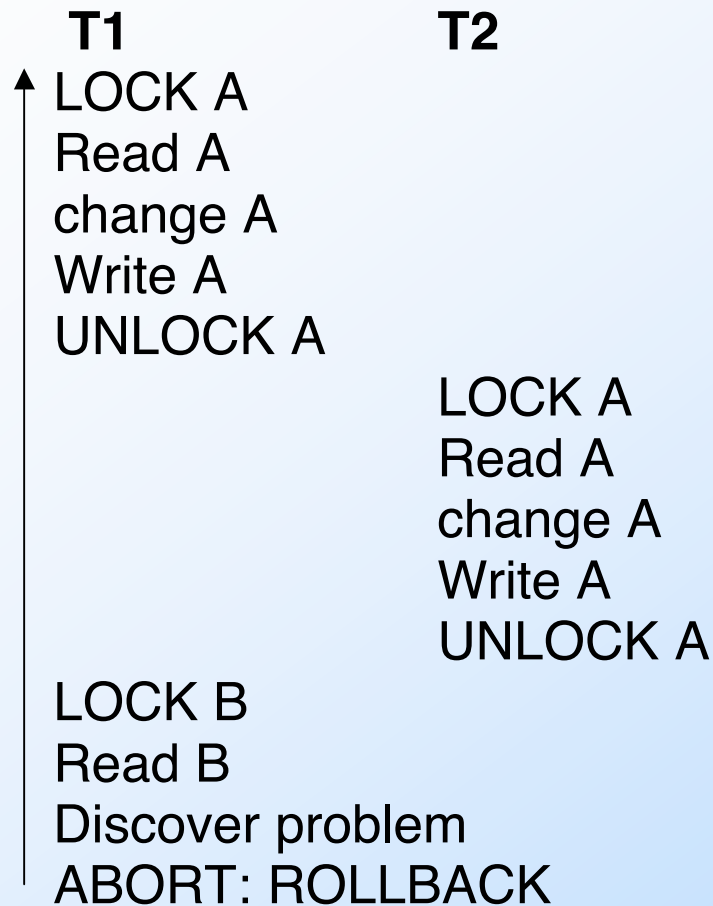 T1 T2
LOCK A
Read A
change A
Write A
UNLOCK A
LOCK A
Read A
change A
Write A
UNLOCK A
LOCK B
Read B
Discover problem
ABORT: ROLLBACK